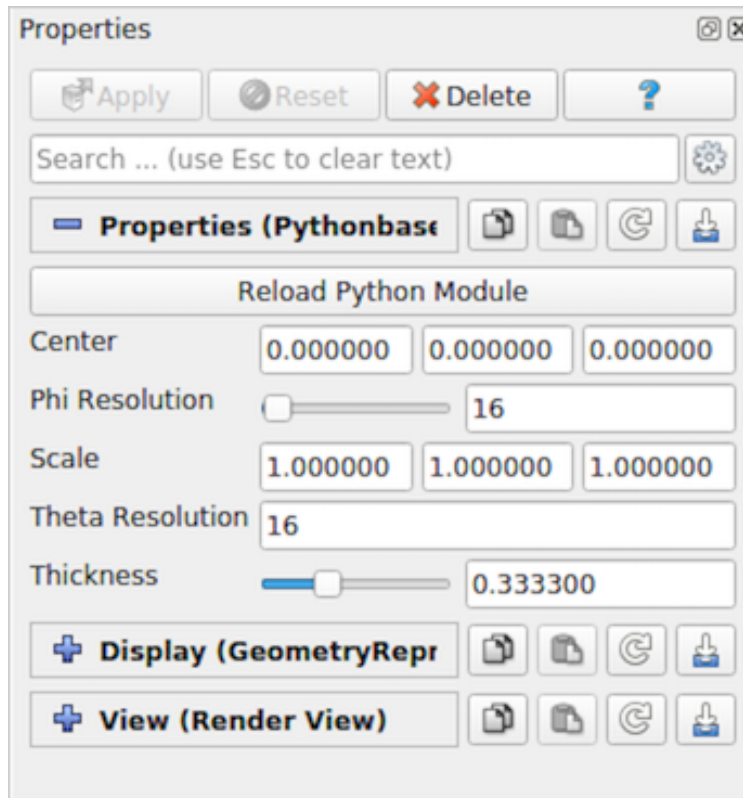 Properties
Apply Reset Delete ?
Search ... (use Esc to clear text)
Properties (Pythonbase
Reload Python Module
Center 0.000000 0.000000 0.000000
Phi Resolution 16
Scale 1.000000 1.000000 1.000000
Theta Resolution 16
Thickness 0.333300
Display (GeometryRepr
View (Render View)